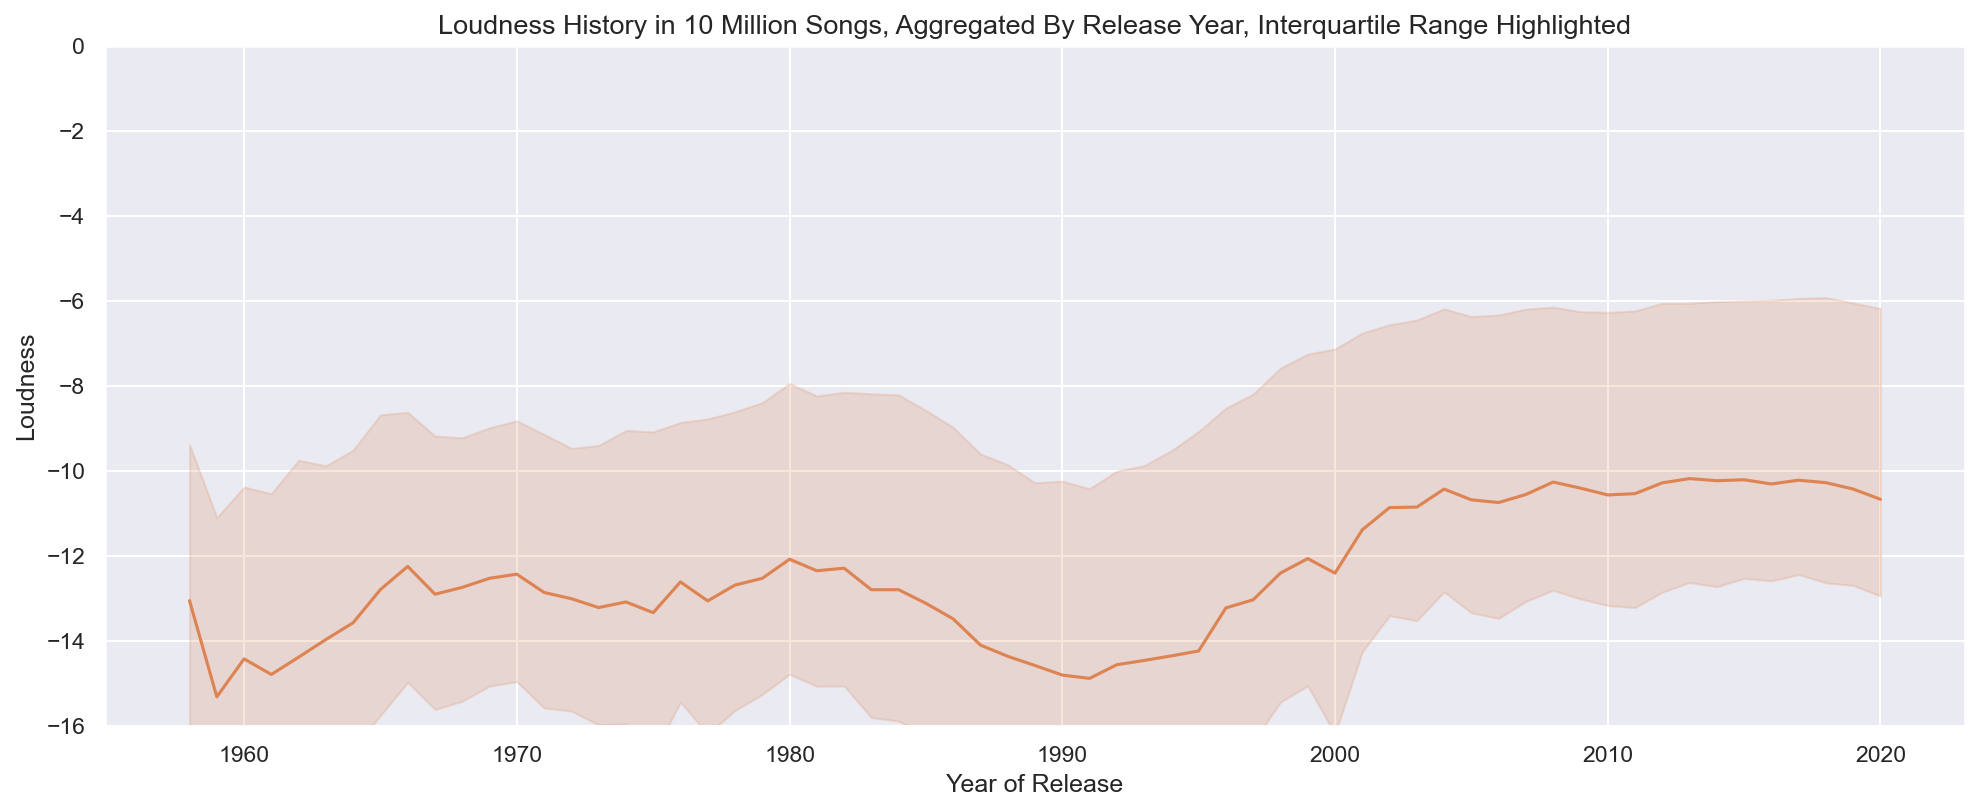 Loudness History in 10 Million Songs, Aggregated By Release Year, Interquartile Range Highlighted
0
−2
−4
−6
−8
−10
−12
−14
−16
Loudness
1960 1970 1980 1990 2000 2010 2020
Year of Release